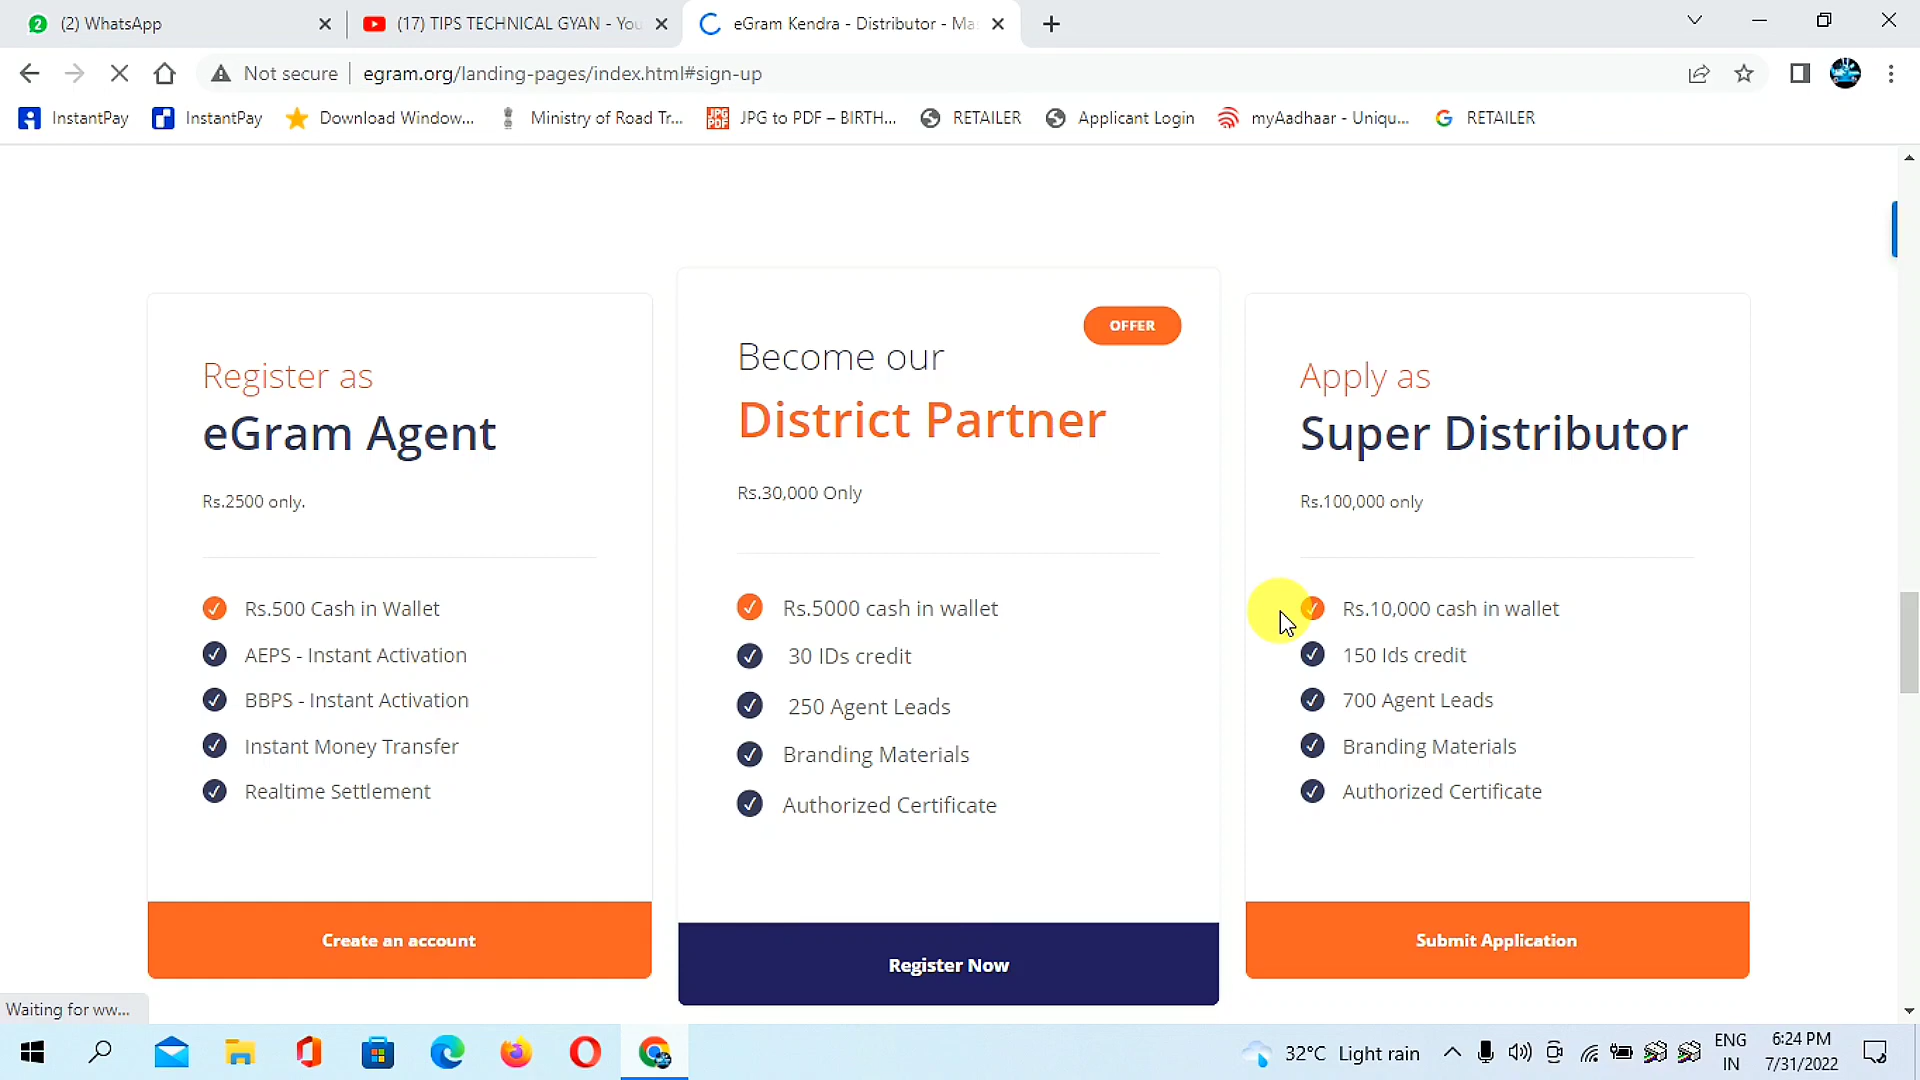 (2) WhatsApp
(17) TIPS TECHNICAL GYAN - You
eGram Kendra - Distributor - Ma
Not secure
egram.org/landing-pages/index.html#sign-up
InstantPay
InstantPay
Download Window...
Ministry of Road Tr...
JPG to PDF – BIRTH...
RETAILER
Applicant Login
myAadhaar - Uniqu...
RETAILER
Register as
eGram Agent
Rs.2500 only.
Rs.500 Cash in Wallet
AEPS - Instant Activation
BBPS - Instant Activation
Instant Money Transfer
Realtime Settlement
Create an account
OFFER
Become our
District Partner
Rs.30,000 Only
Rs.5000 cash in wallet
30 IDs credit
250 Agent Leads
Branding Materials
Authorized Certificate
Register Now
Apply as
Super Distributor
Rs.100,000 only
Rs.10,000 cash in wallet
150 Ids credit
700 Agent Leads
Branding Materials
Authorized Certificate
Submit Application
Waiting for ww...
32°C Light rain
ENG
IN
6:24 PM
7/31/2022